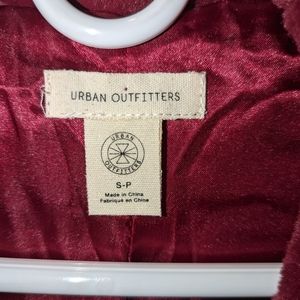 URBAN OUTFITTERS
URBAN
OUTFITTERS
S-P
Made in China
Fabriqué en Chine